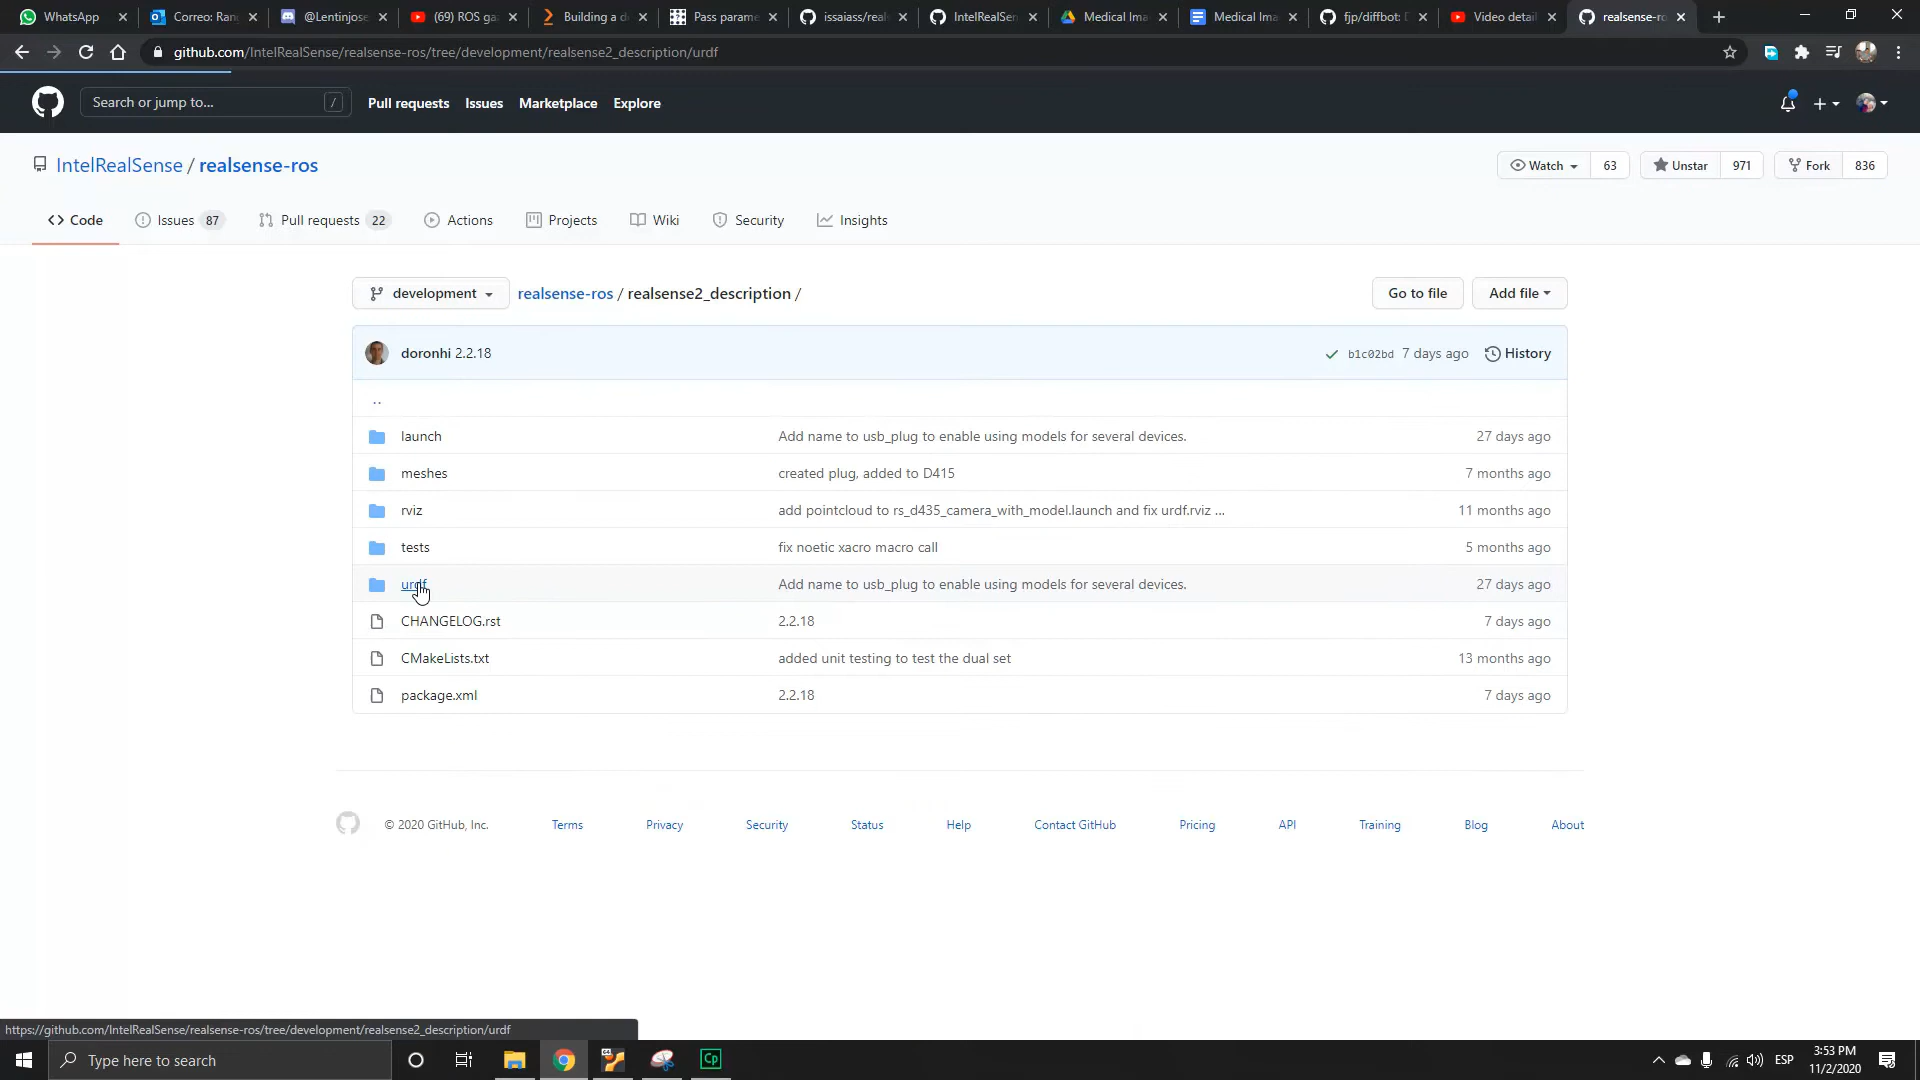 WhatsApp
Correo: Ran
@Lentinjose
(69) ROS ga
Building a d
Pass parame
issaiass/real
IntelRealSen
Medical Ima
Medical Ima
fjp/diffbot: D
Video detail
realsense-ro
github.com/IntelRealSense/realsense-ros/tree/development/realsense2_description/urdf
Search or jump to...
/
Pull requests
Issues
Marketplace
Explore
IntelRealSense / realsense-ros
Watch 63
Unstar 971
Fork 836
Code
Issues 87
Pull requests 22
Actions
Projects
Wiki
Security
Insights
development
realsense-ros / realsense2_description /
Go to file
Add file
doronhi 2.2.18
b1c02bd 7 days ago
History
..
launch Add name to usb_plug to enable using models for several devices. 27 days ago
meshes created plug, added to D415 7 months ago
rviz add pointcloud to rs_d435_camera_with_model.launch and fix urdf.rviz ... 11 months ago
tests fix noetic xacro macro call 5 months ago
urdf Add name to usb_plug to enable using models for several devices. 27 days ago
CHANGELOG.rst 2.2.18 7 days ago
CMakeLists.txt added unit testing to test the dual set 13 months ago
package.xml 2.2.18 7 days ago
© 2020 GitHub, Inc.
Terms
Privacy
Security
Status
Help
Contact GitHub
Pricing
API
Training
Blog
About
https://github.com/IntelRealSense/realsense-ros/tree/development/realsense2_description/urdf
Type here to search
Cp
ESP
3:53 PM
11/2/2020